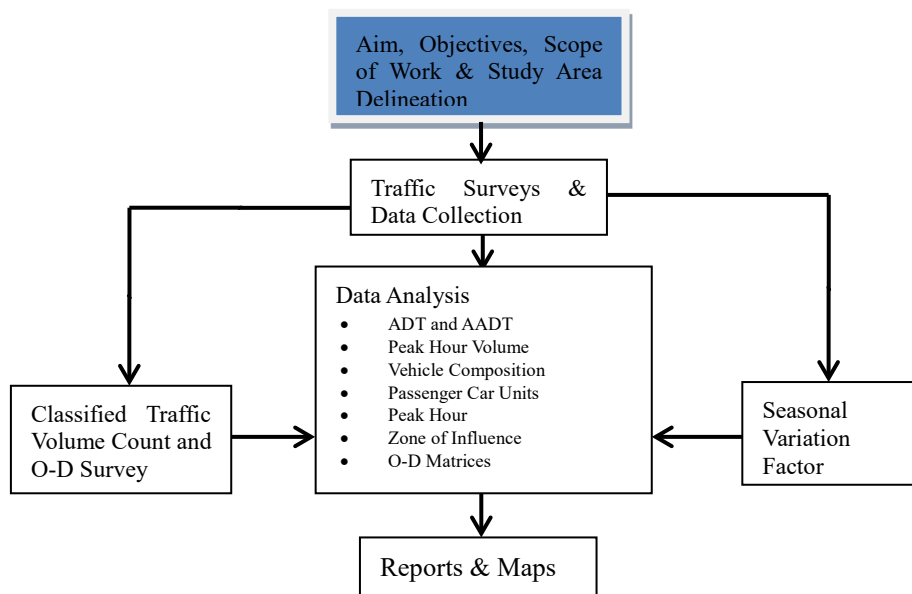 Aim, Objectives, Scope
of Work & Study Area
Delineation
Traffic Surveys &
Data Collection
Data Analysis
• ADT and AADT
• Peak Hour Volume
• Vehicle Composition
• Passenger Car Units
• Peak Hour
• Zone of Influence
• O-D Matrices
Classified Traffic
Volume Count and
O-D Survey
Seasonal
Variation
Factor
Reports & Maps